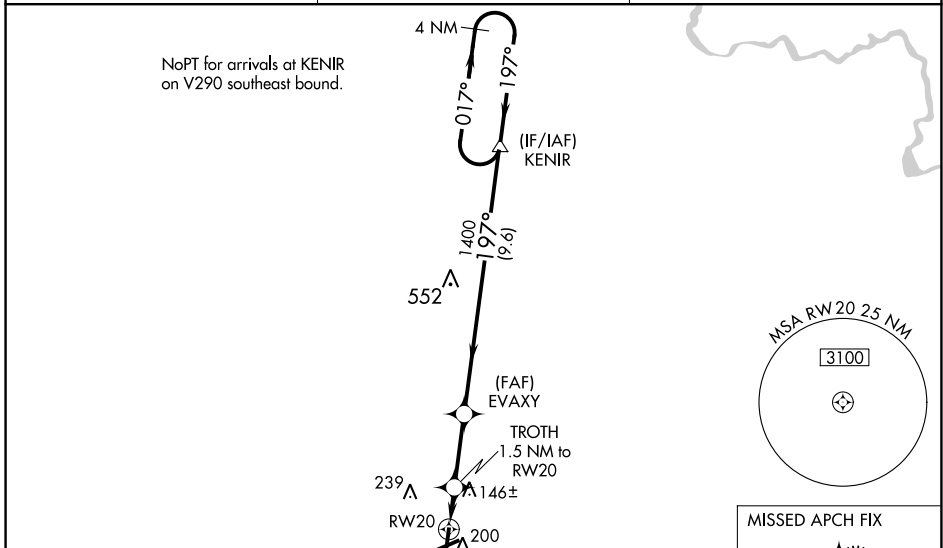 4 NM
NoPT for arrivals at KENIR
on V290 southeast bound.
017°
197°
(IF/IAF)
KENIR
1400
197°
(9.6)
552
MSA RW20 25 NM
3100
(FAF)
EVAXY
TROTH
1.5 NM to
RW20
239
146±
RW20
200
MISSED APCH FIX